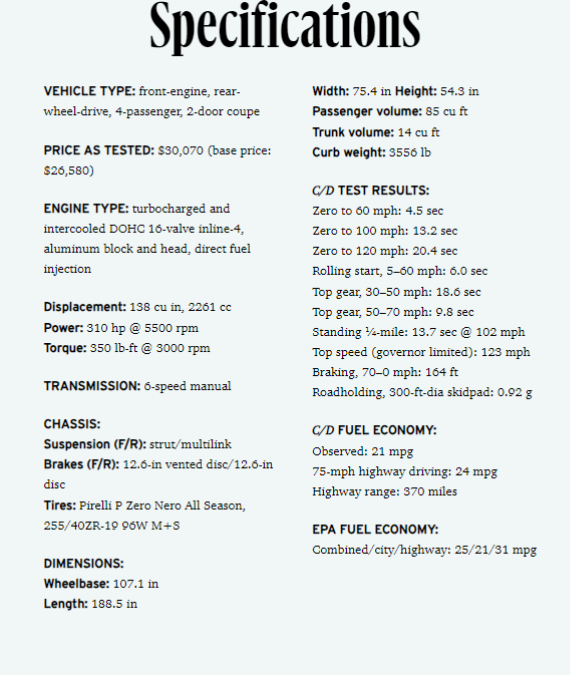 Specifications
VEHICLE TYPE: front-engine, rear-
wheel-drive, 4-passenger, 2-door coupe
PRICE AS TESTED: $30,070 (base price:
$26,580)
ENGINE TYPE: turbocharged and
intercooled DOHC 16-valve inline-4,
aluminum block and head, direct fuel
injection
Displacement: 138 cu in, 2261 cc
Power: 310 hp @ 5500 rpm
Torque: 350 lb-ft @ 3000 rpm
TRANSMISSION: 6-speed manual
CHASSIS:
Suspension (F/R): strut/multilink
Brakes (F/R): 12.6-in vented disc/12.6-in
disc
Tires: Pirelli P Zero Nero All Season,
255/40ZR-19 96W M+S
DIMENSIONS:
Wheelbase: 107.1 in
Length: 188.5 in
Width: 75.4 in Height: 54.3 in
Passenger volume: 85 cu ft
Trunk volume: 14 cu ft
Curb weight: 3556 lb
C/D TEST RESULTS:
Zero to 60 mph: 4.5 sec
Zero to 100 mph: 13.2 sec
Zero to 120 mph: 20.4 sec
Rolling start, 5–60 mph: 6.0 sec
Top gear, 30–50 mph: 18.6 sec
Top gear, 50–70 mph: 9.8 sec
Standing ¼-mile: 13.7 sec @ 102 mph
Top speed (governor limited): 123 mph
Braking, 70–0 mph: 164 ft
Roadholding, 300-ft-dia skidpad: 0.92 g
C/D FUEL ECONOMY:
Observed: 21 mpg
75-mph highway driving: 24 mpg
Highway range: 370 miles
EPA FUEL ECONOMY:
Combined/city/highway: 25/21/31 mpg